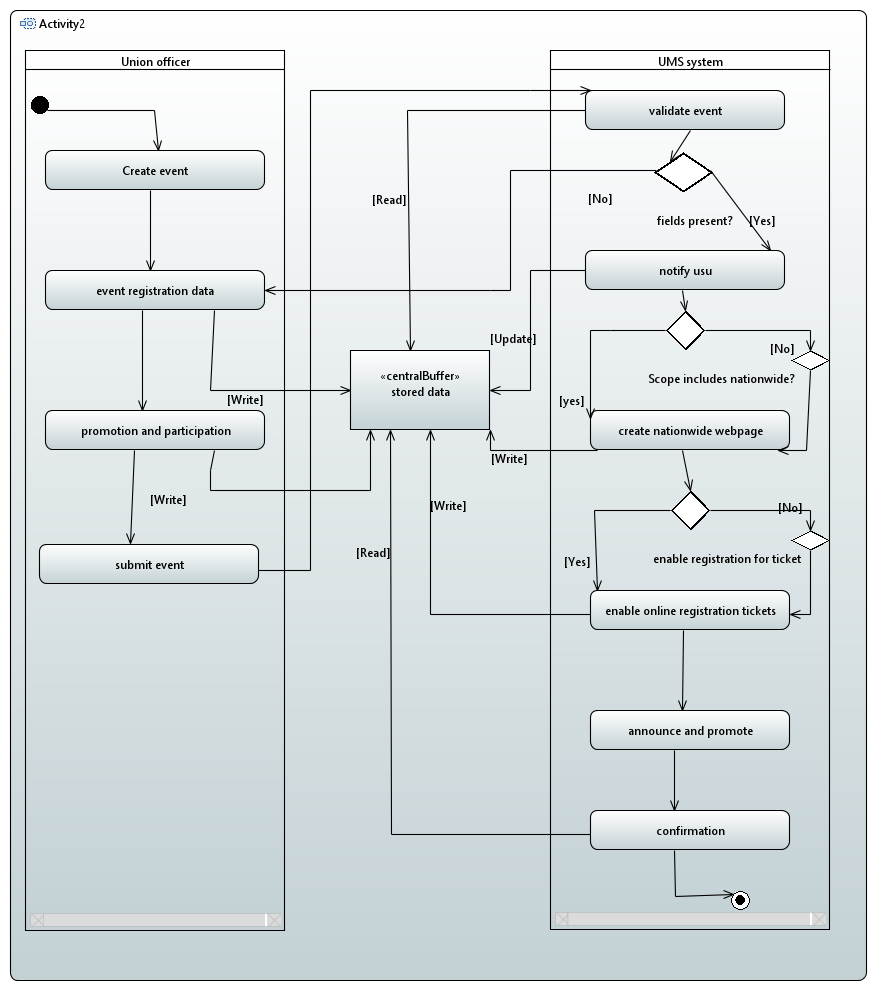 Activity2
Union officer
UMS system
validate event
Create event
[Read]
[No]
fields present?
[Yes]
event registration data
notify usu
[Update]
[No]
«centralBuffer»
stored data
Scope includes nationwide?
[Write]
[yes]
promotion and participation
create nationwide webpage
[Write]
[Write]
[Write]
[No]
[Read]
enable registration for ticket
[Yes]
submit event
enable online registration tickets
announce and promote
confirmation